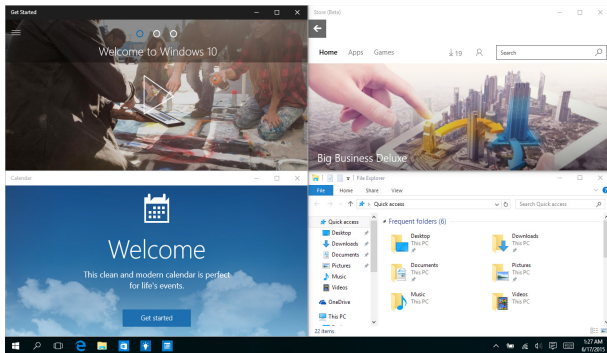 Get Started
Welcome to Windows 10
Store (Beta)
Home Apps Games 19 Search
Big Business Deluxe
Calendar
Welcome
This clean and modern calendar is perfect
for life's events.
Get started
File Explorer
File Home Share View
Quick access Search Quick access
Quick access
Desktop
Downloads
Documents
Pictures
Music
Videos
OneDrive
This PC
22 items
Frequent folders (6)
Desktop
This PC
Downloads
This PC
Documents
This PC
Pictures
This PC
Music
This PC
Videos
This PC
1:27 AM
6/17/2015